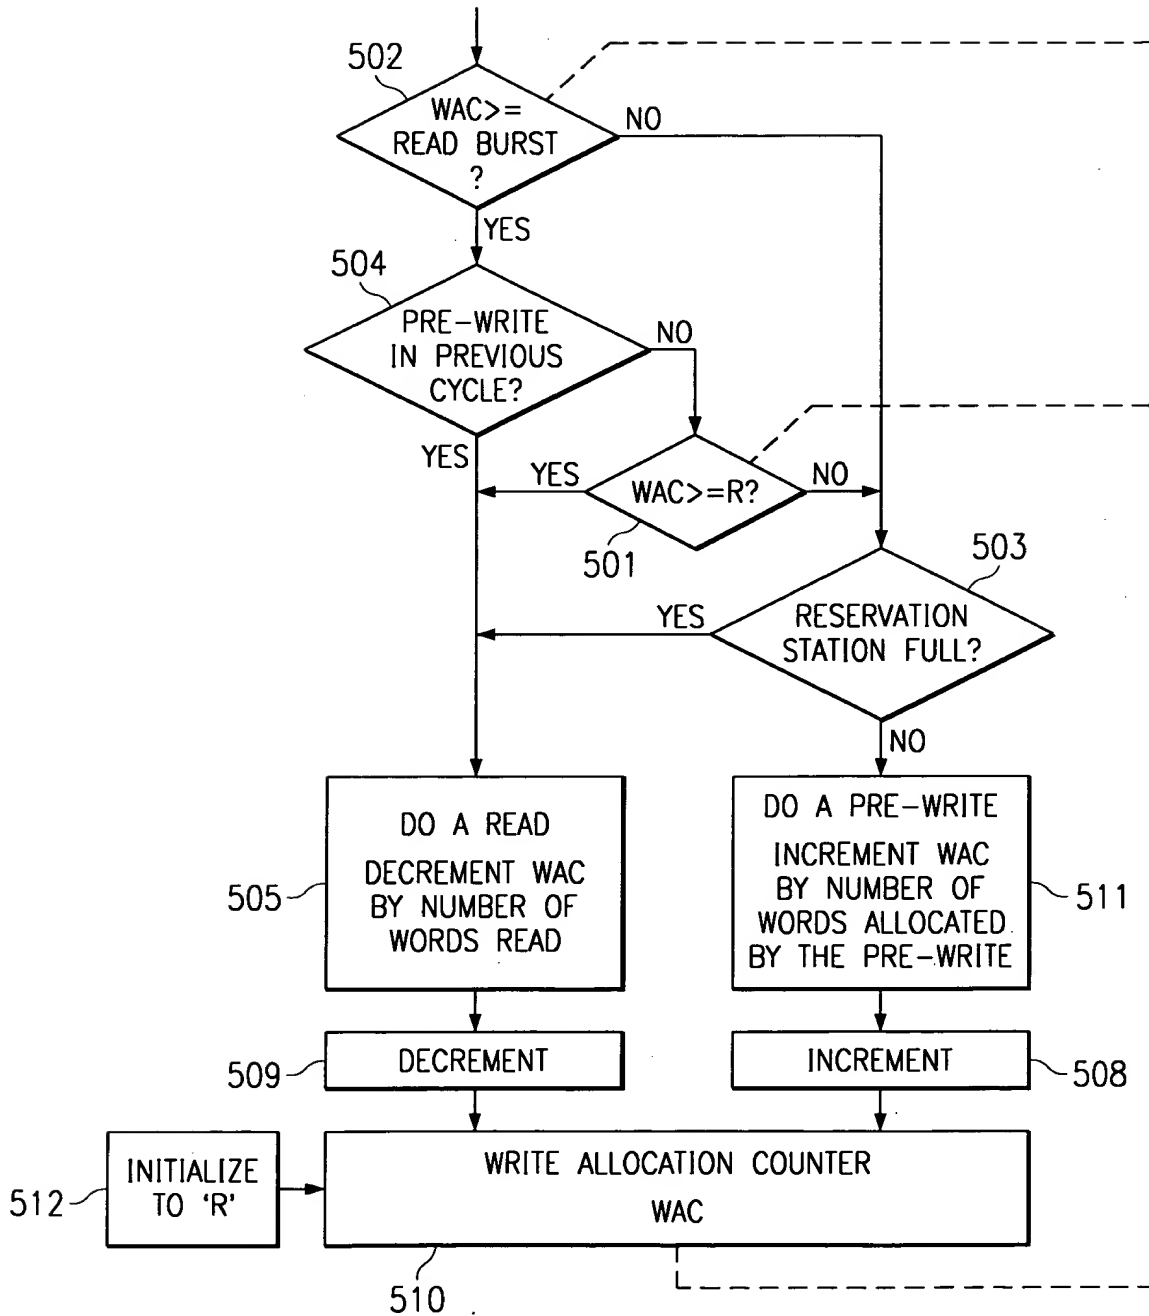 502
WAC>=
READ BURST
?
NO
YES
504
PRE-WRITE
IN PREVIOUS
CYCLE?
NO
YES
YES
WAC>=R?
NO
501
503
YES
RESERVATION
STATION FULL?
NO
DO A READ
DECREMENT WAC
BY NUMBER OF
WORDS READ
505
DO A PRE-WRITE
INCREMENT WAC
BY NUMBER OF
WORDS ALLOCATED
BY THE PRE-WRITE
511
DECREMENT
509
INCREMENT
508
INITIALIZE
TO 'R'
512
WRITE ALLOCATION COUNTER
WAC
510